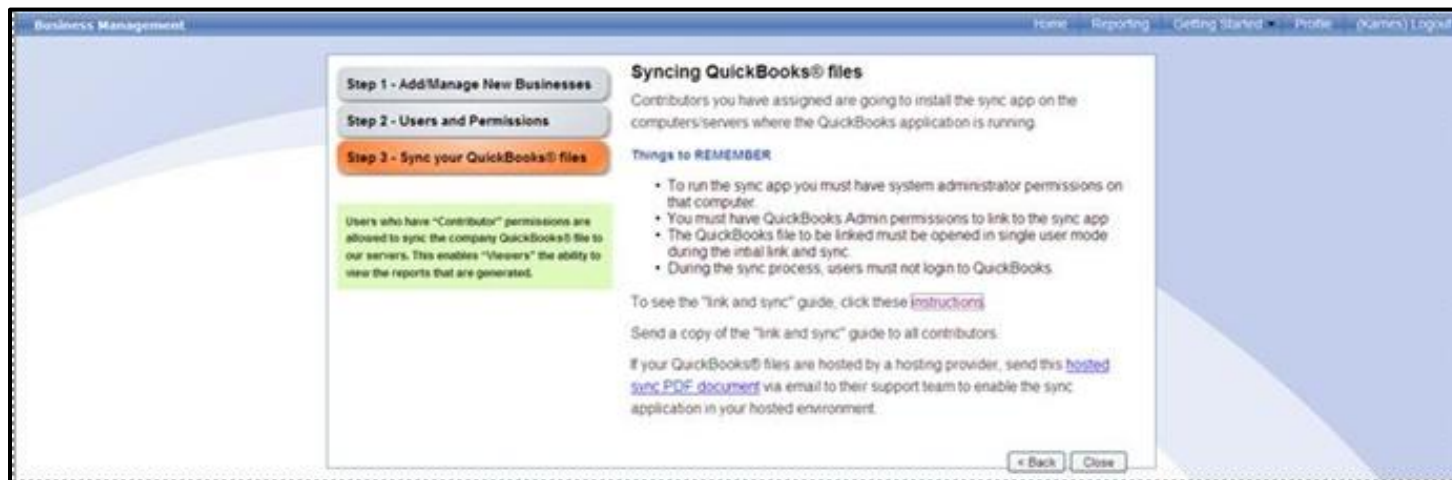 Business Management
Home Reporting Getting Started Profile (Kames) Logout
Step 1 - Add/Manage New Businesses
Step 2 - Users and Permissions
Step 3 - Sync your QuickBooks® files
Users who have "Contributor" permissions are
allowed to sync the company QuickBooks® file to
our servers. This enables "Viewers" the ability to
view the reports that are generated.
Syncing QuickBooks® files
Contributors you have assigned are going to install the sync app on the
computers/servers where the QuickBooks application is running.
Things to REMEMBER
• To run the sync app you must have system administrator permissions on
that computer.
• You must have QuickBooks Admin permissions to link to the sync app
• The QuickBooks file to be linked must be opened in single user mode
during the intial link and sync.
• During the sync process, users must not login to QuickBooks.
To see the "link and sync" guide, click these instructions.
Send a copy of the "link and sync" guide to all contributors.
If your QuickBooks® files are hosted by a hosting provider, send this hosted
sync PDF document via email to their support team to enable the sync
application in your hosted environment.
< Back Close